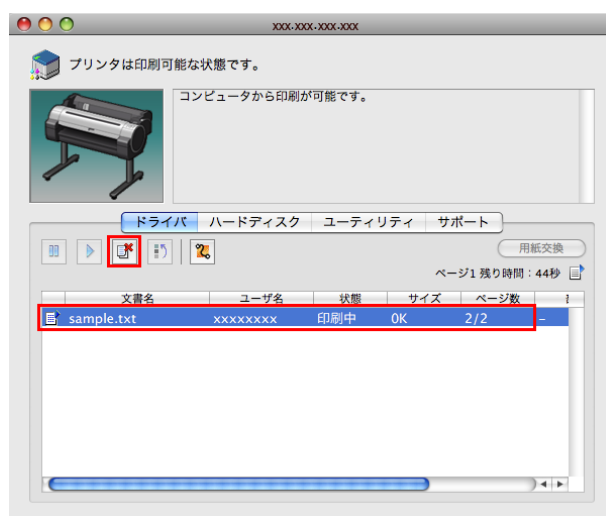 xxx-xxx-xxx-xxx
プリンタは印刷可能な状態です。
コンピュータから印刷が可能です。
ドライバ ハードディスク ユーティリティ サポート
用紙交換
ページ1 残り時間：44秒
文書名 ユーザ名 状態 サイズ ページ数
sample.txt xxxxxxxx 印刷中 0K 2/2 –